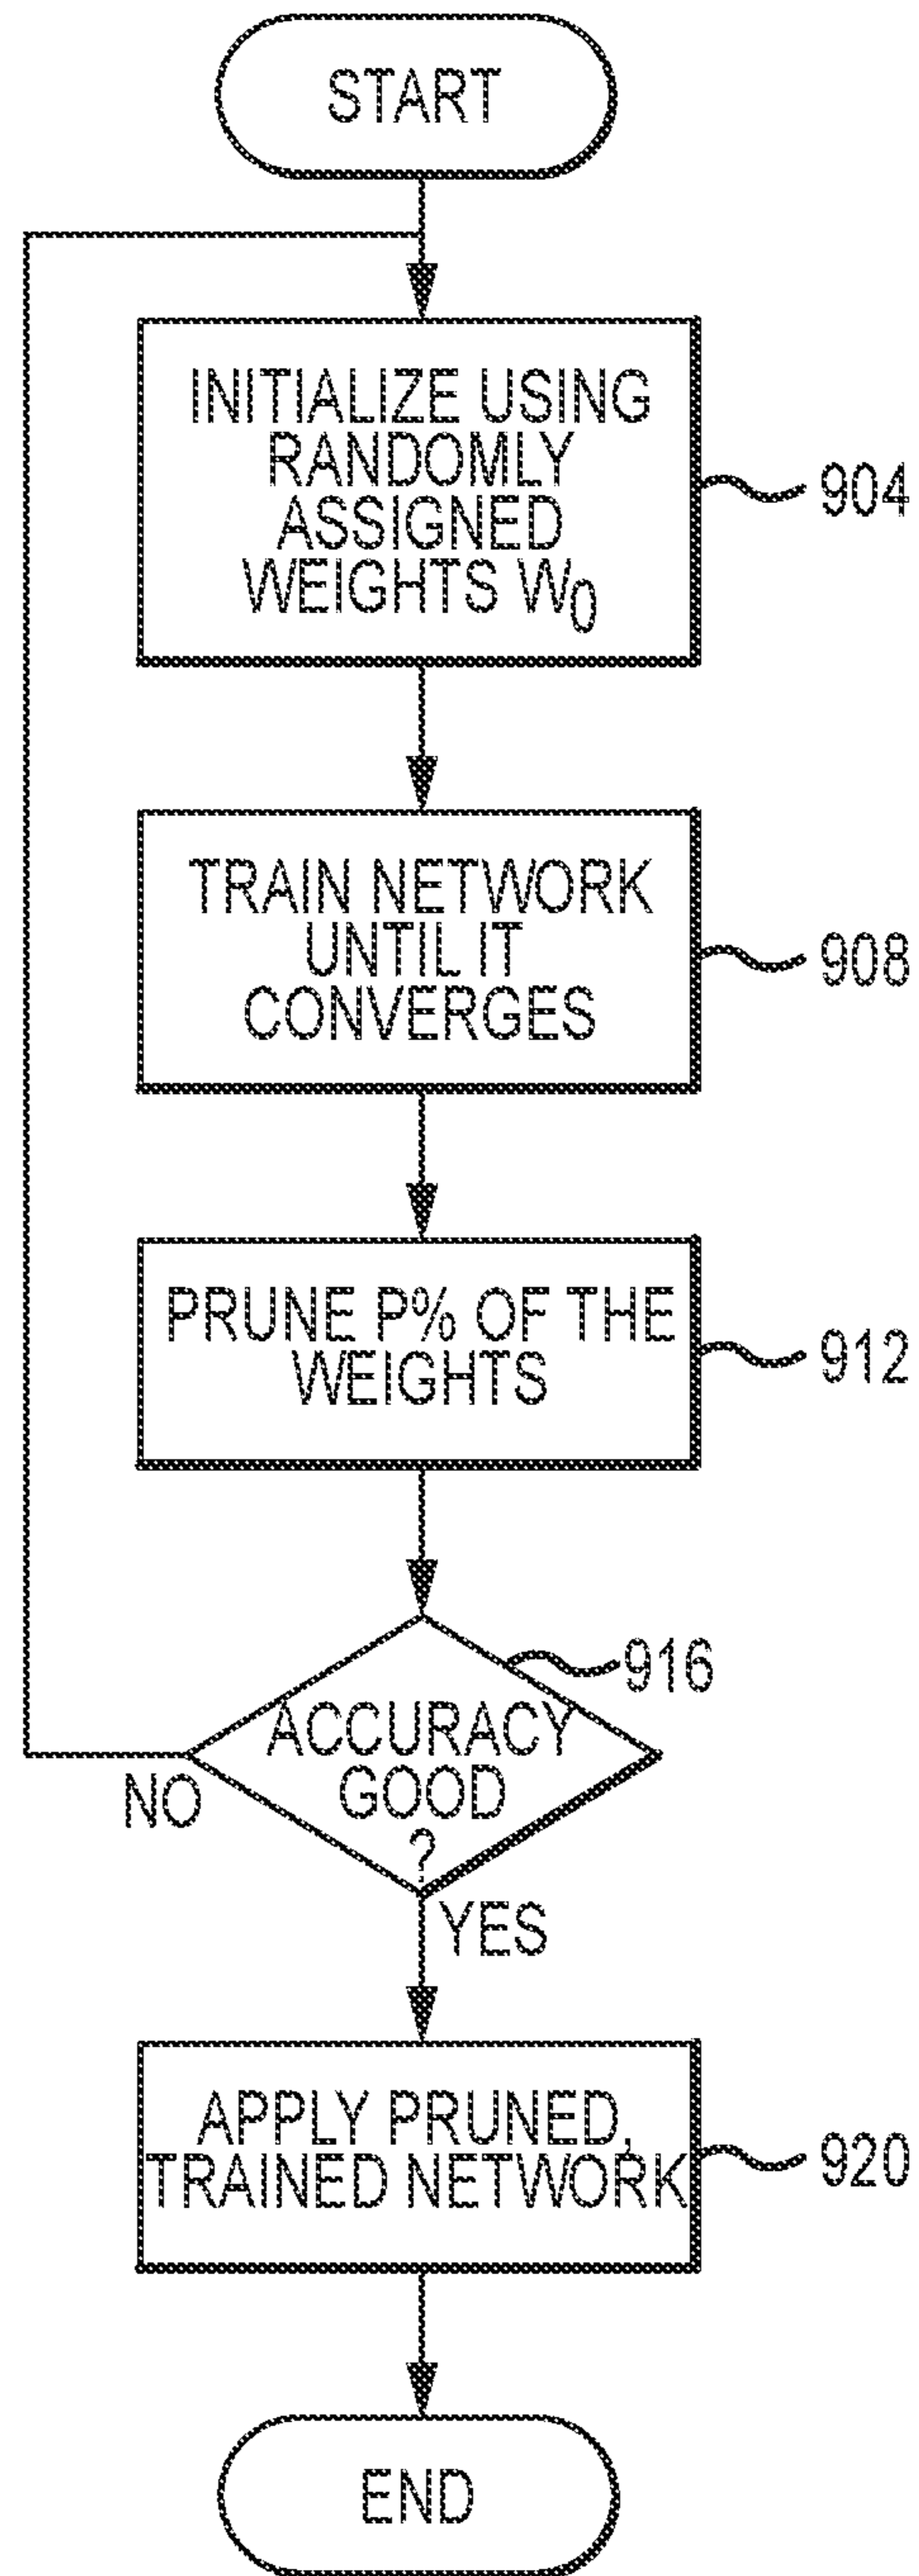 START
INITIALIZE USING
RANDOMLY
ASSIGNED
WEIGHTS W₀
904
TRAIN NETWORK
UNTIL IT
CONVERGES
908
PRUNE P% OF THE
WEIGHTS
912
916
ACCURACY
GOOD
?
NO
YES
APPLY PRUNED,
TRAINED NETWORK
920
END